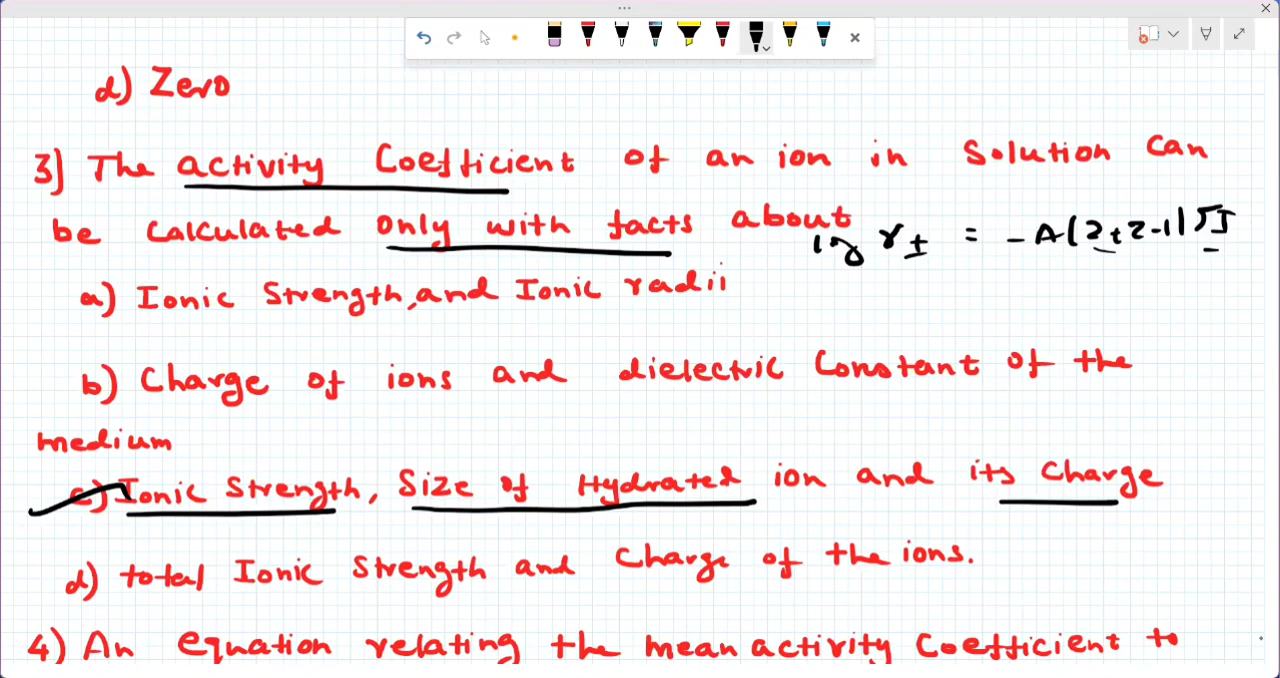 d) Zero
3) The activity Coefficient of an ion in Solution Can
be Calculated only with facts about
lg γ± = -A(Z+Z-1)√I
a) Ionic Strength, and Ionic radii
b) Charge of ions and dielectric Constant of the
medium
c) Ionic Strength, Size of Hydrated ion and its Charge
d) total Ionic Strength and Charge of the ions.
4) An equation relating the mean activity Coefficient to